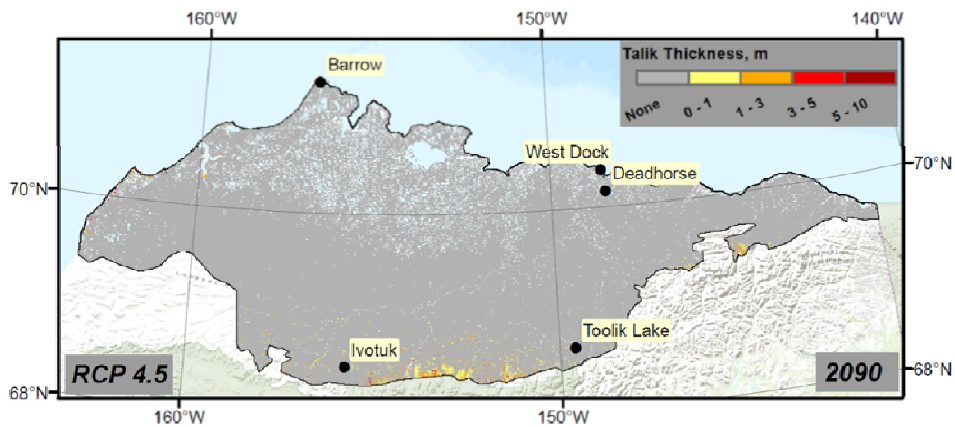 160°W 150°W 140°W
Talik Thickness, m
None 0 - 1 1 - 3 3 - 5 5 - 10
Barrow
West Dock
Deadhorse
70°N 70°N
Toolik Lake
Ivotuk
RCP 4.5 2090
68°N 68°N
160°W 150°W